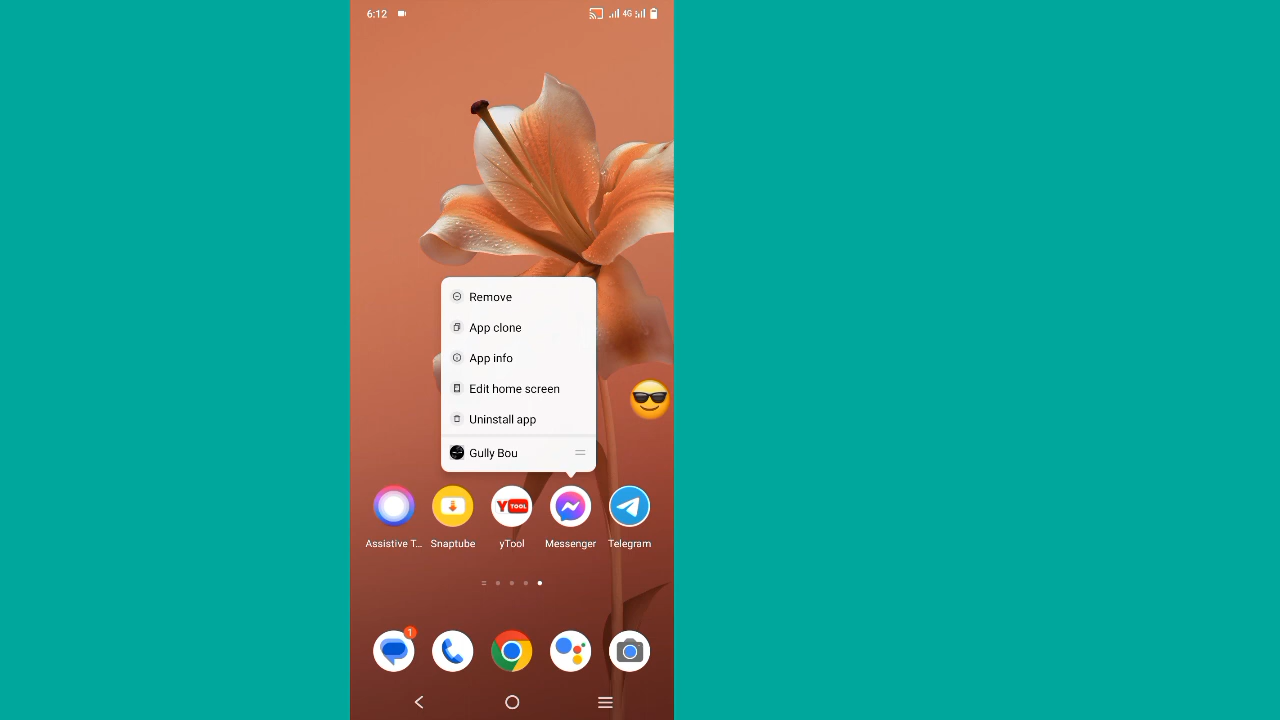 6:12
4G
Remove
App clone
App info
Edit home screen
Uninstall app
Gully Bou
Y TOOL
Assistive T... Snaptube yTool Messenger Telegram
1